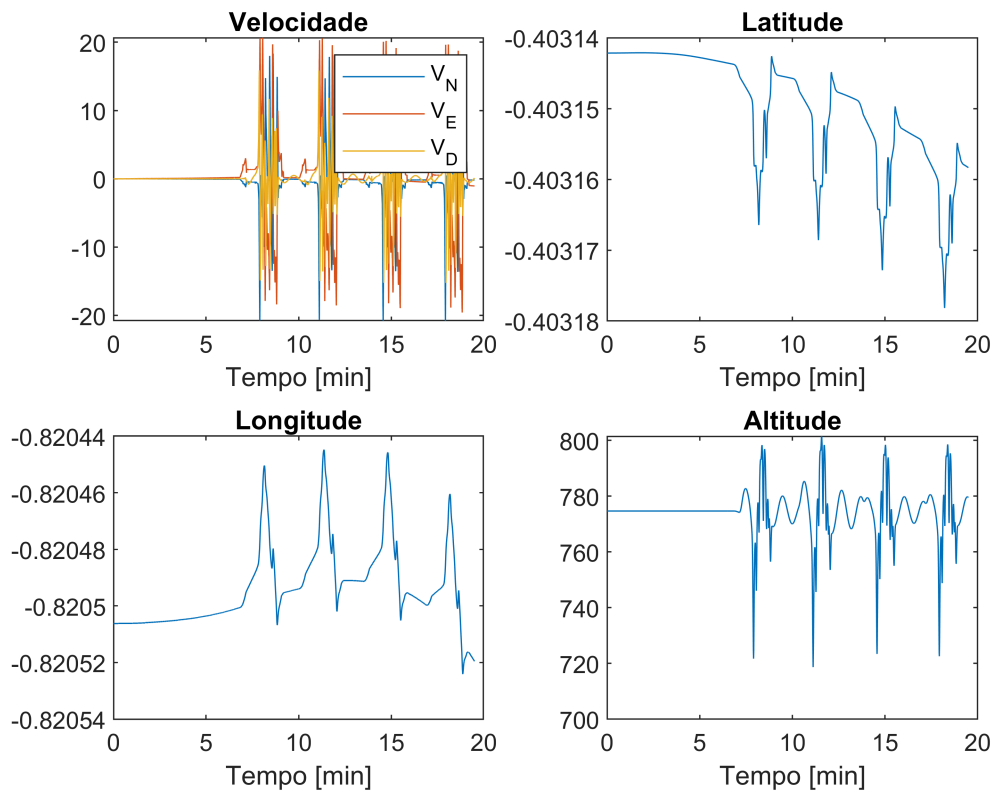 Velocidade
20
10
0
-10
-20
0 5 10 15 20
Tempo [min]
V_N
V_E
V_D
Latitude
-0.40314
-0.40315
-0.40316
-0.40317
-0.40318
0 5 10 15 20
Tempo [min]
Longitude
-0.82044
-0.82046
-0.82048
-0.8205
-0.82052
-0.82054
0 5 10 15 20
Tempo [min]
Altitude
800
780
760
740
720
700
0 5 10 15 20
Tempo [min]